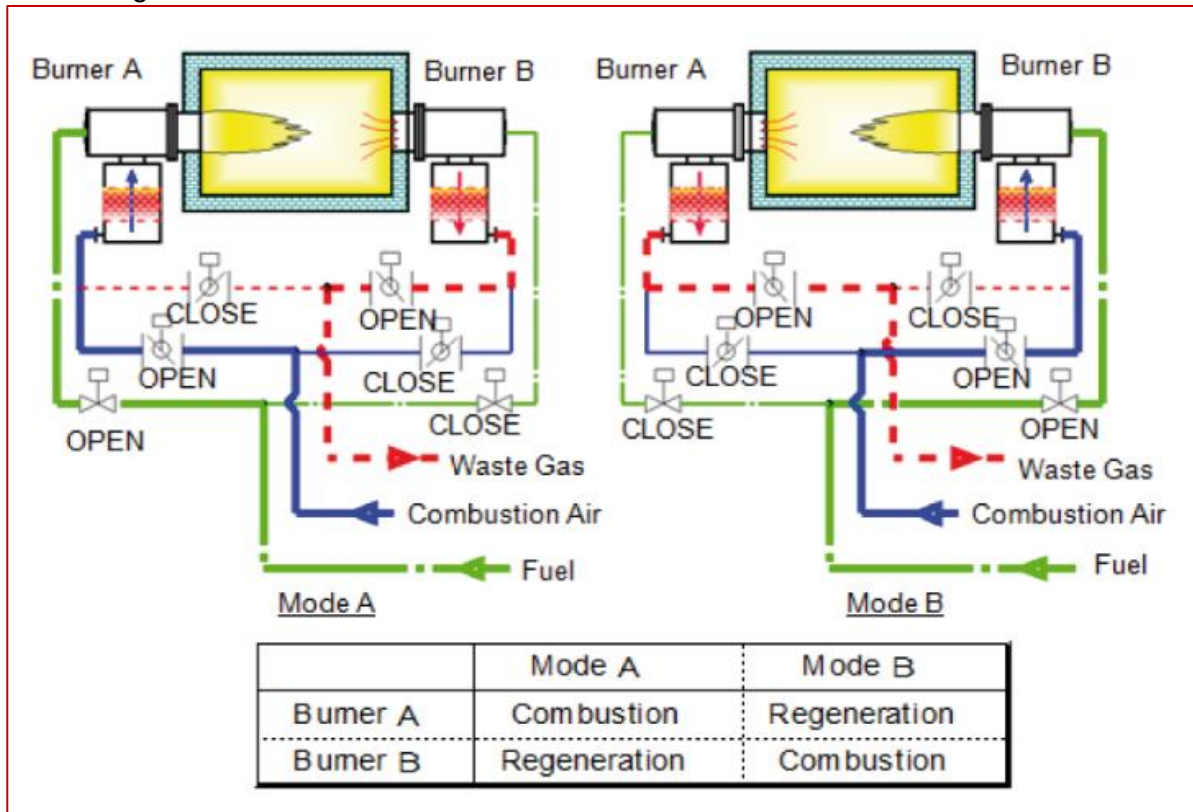 Burner A
Burner B
CLOSE
OPEN
OPEN
CLOSE
OPEN
CLOSE
Waste Gas
Combustion Air
Fuel
Mode A
Burner A
Burner B
OPEN
CLOSE
CLOSE
OPEN
CLOSE
OPEN
Waste Gas
Combustion Air
Fuel
Mode B
Mode A Mode B
Burner A Combustion Regeneration
Burner B Regeneration Combustion